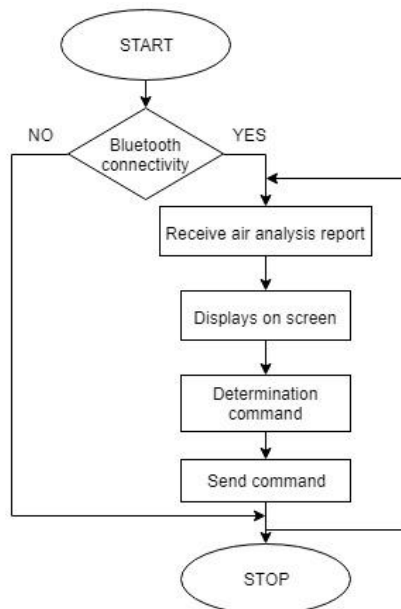 START
NO
YES
Bluetooth
connectivity
Receive air analysis report
Displays on screen
Determination
command
Send command
STOP